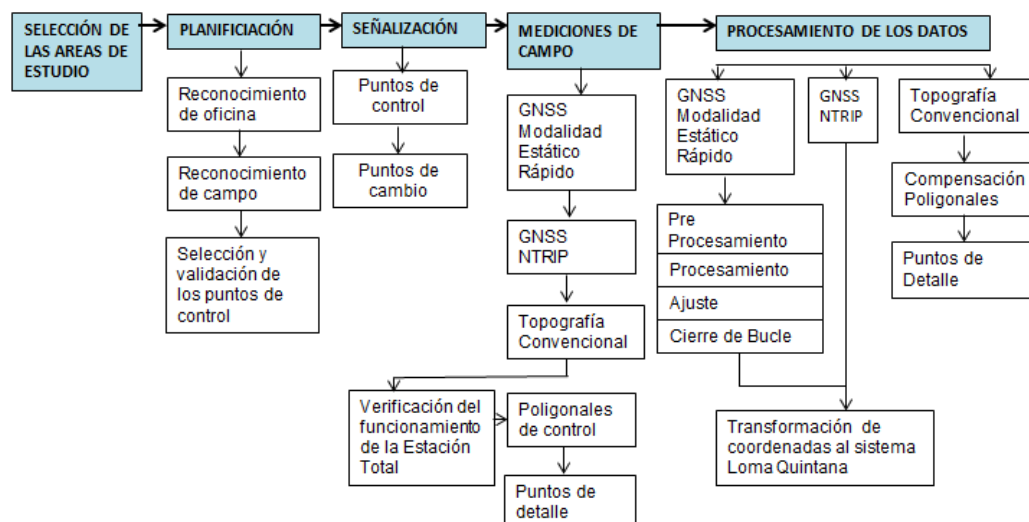 SELECCIÓN DE
LAS AREAS DE
ESTUDIO
PLANIFICIACIÓN
SEÑALIZACIÓN
MEDICIONES DE
CAMPO
PROCESAMIENTO DE LOS DATOS
Reconocimiento
de oficina
Reconocimiento
de campo
Selección y
validación de
los puntos de
control
Puntos de
control
Puntos de
cambio
GNSS
Modalidad
Estático
Rápido
GNSS
NTRIP
Topografía
Convencional
Verificación del
funcionamiento
de la Estación
Total
Poligonales
de control
Puntos de
detalle
GNSS
Modalidad
Estático
Rápido
Pre
Procesamiento
Procesamiento
Ajuste
Cierre de Bucle
GNSS
NTRIP
Transformación de
coordenadas al sistema
Loma Quintana
Topografía
Convencional
Compensación
Poligonales
Puntos de
Detalle